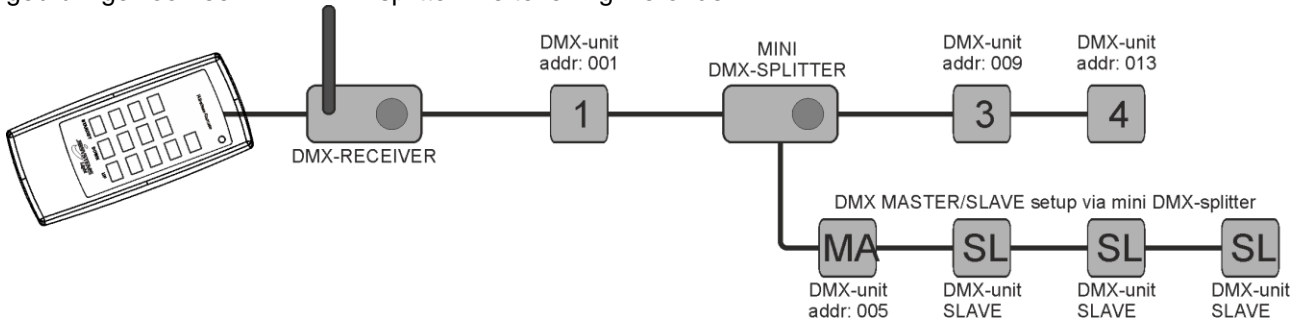 DMX-unit
addr: 001
MINI
DMX-SPLITTER
DMX-unit
addr: 009
DMX-unit
addr: 013
1
3
4
DMX-RECEIVER
DMX MASTER/SLAVE setup via mini DMX-splitter
MA
SL
SL
SL
DMX-unit
addr: 005
DMX-unit
SLAVE
DMX-unit
SLAVE
DMX-unit
SLAVE